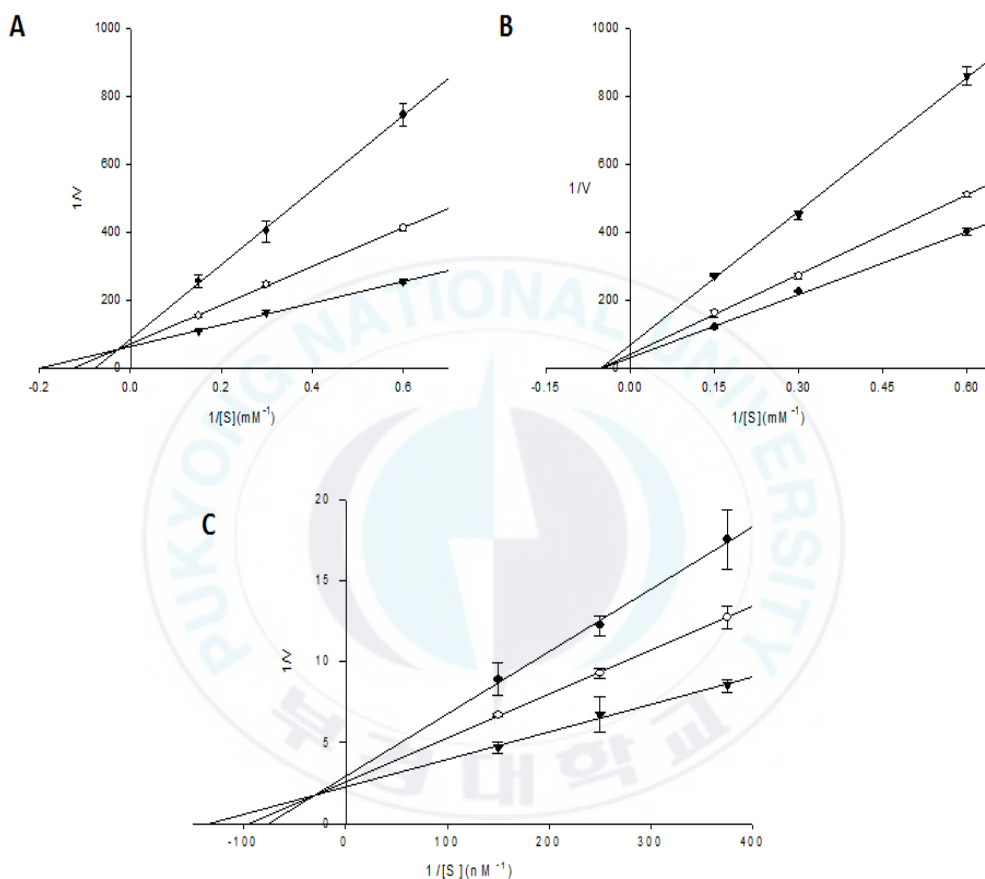 A
1000
800
600
400
200
0
1/V
-0.2 0.0 0.2 0.4 0.6
1/[S](mM-1)
B
1000
800
600
400
200
0
1/V
-0.15 0.00 0.15 0.30 0.45 0.60
1/[S](mM-1)
C
20
15
10
5
0
1/V
-100 0 100 200 300 400
1/[S](nM-1)
PUKYONG NATIONAL UNIVERSITY
부경대학교